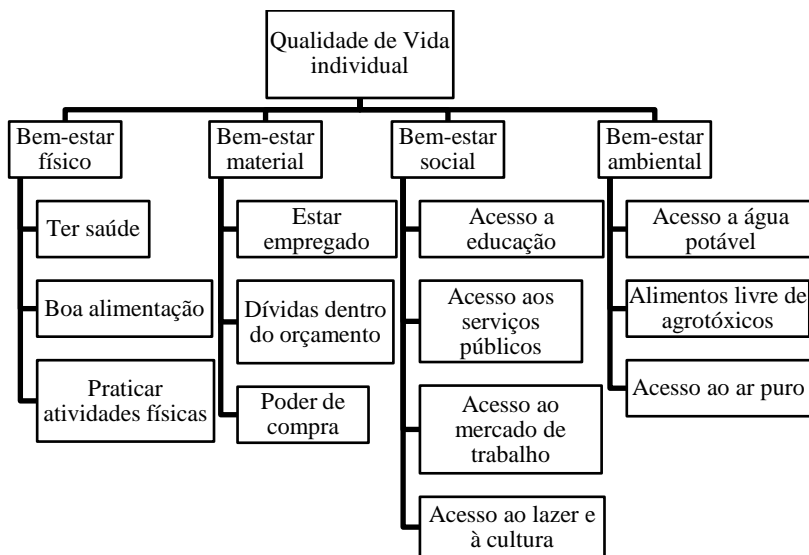 Qualidade de Vida
individual
Bem-estar
físico
Ter saúde
Boa alimentação
Praticar
atividades físicas
Bem-estar
material
Estar
empregado
Dívidas dentro
do orçamento
Poder de
compra
Bem-estar
social
Acesso a
educação
Acesso aos
serviços
públicos
Acesso ao
mercado de
trabalho
Acesso ao lazer e
à cultura
Bem-estar
ambiental
Acesso a água
potável
Alimentos livre de
agrotóxicos
Acesso ao ar puro